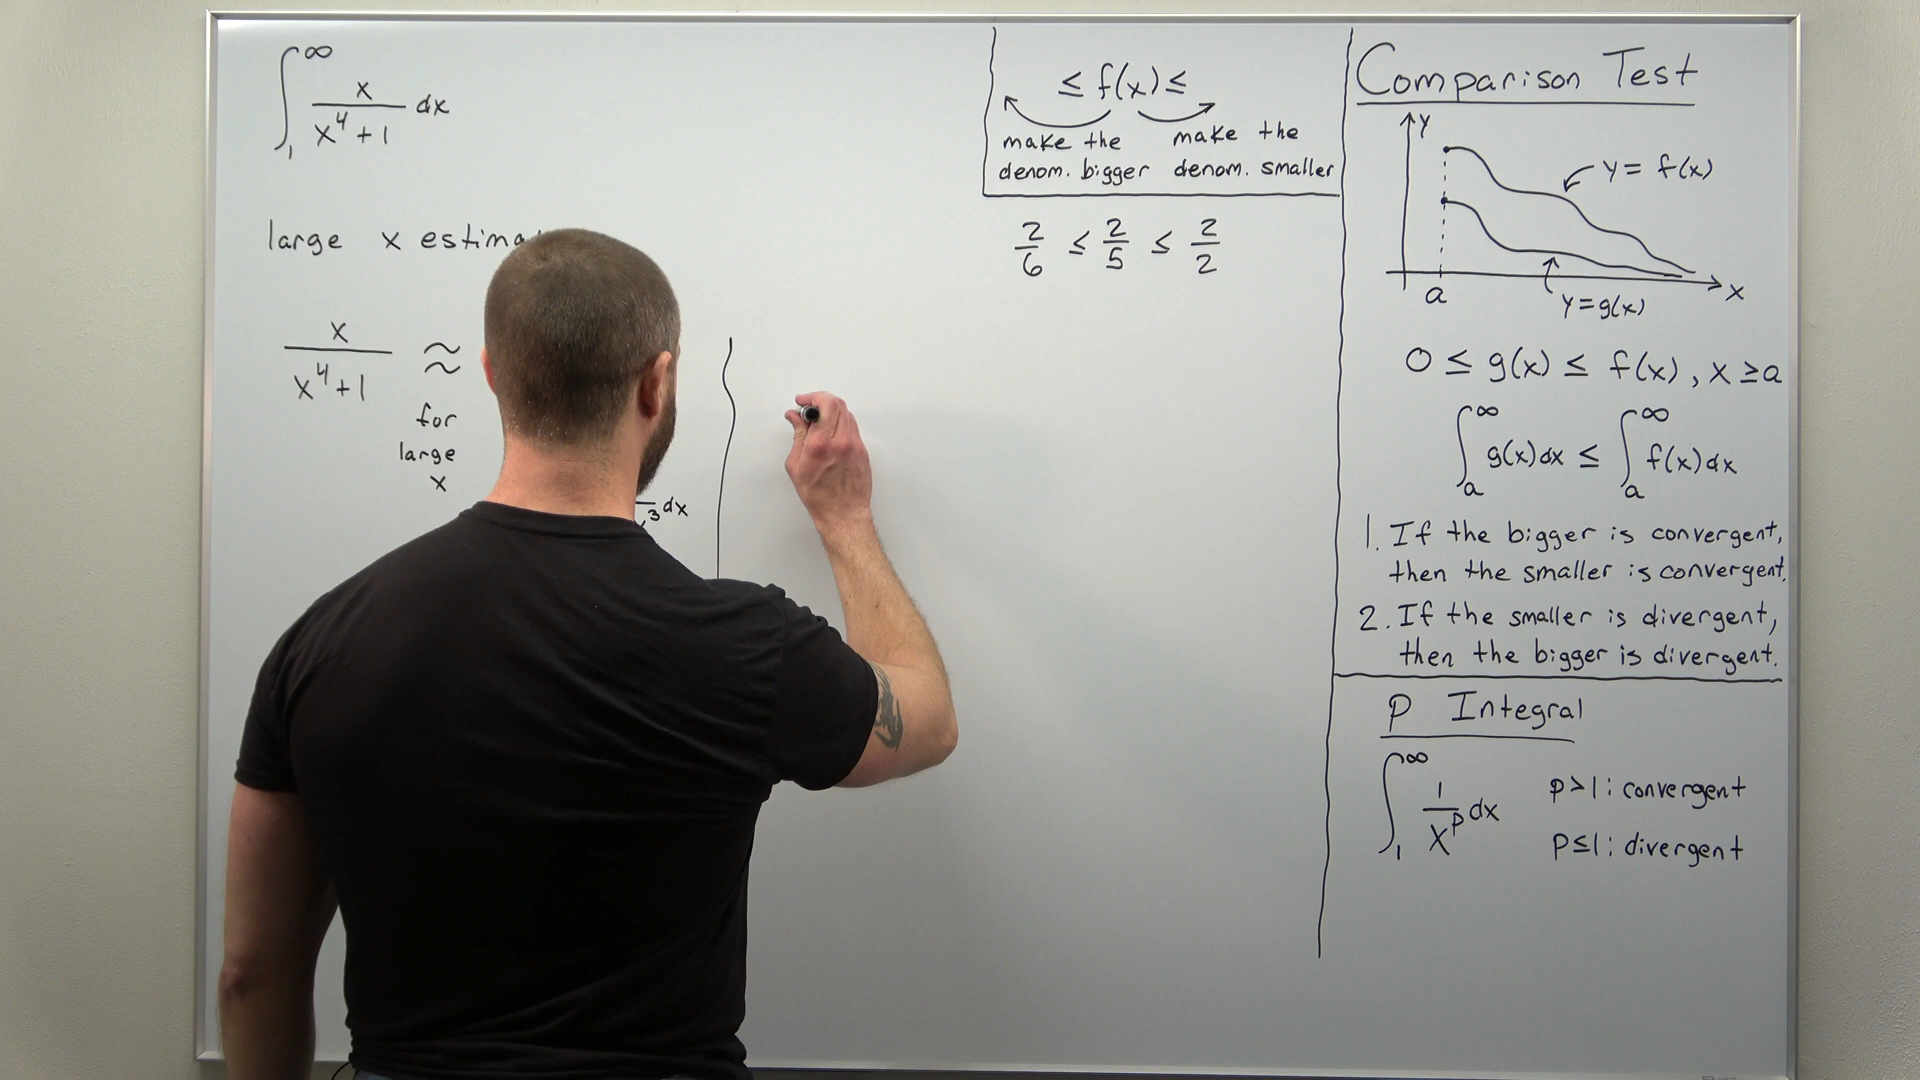 ∫₁^∞ x/(x⁴+1) dx
large x
x/(x⁴+1) ≈
for
large
x
³dx
≤ f(x) ≤
make the denom. bigger
make the denom. smaller
2/6 ≤ 2/5 ≤ 2/2
Comparison Test
y
y = f(x)
a
x
y=g(x)
0 ≤ g(x) ≤ f(x), x ≥ a
∫ₐ^∞ g(x)dx ≤ ∫ₐ^∞ f(x)dx
1. If the bigger is convergent,
then the smaller is convergent.
2. If the smaller is divergent,
then the bigger is divergent.
P Integral
∫₁^∞ 1/x^p dx
p>1: convergent
p≤1: divergent